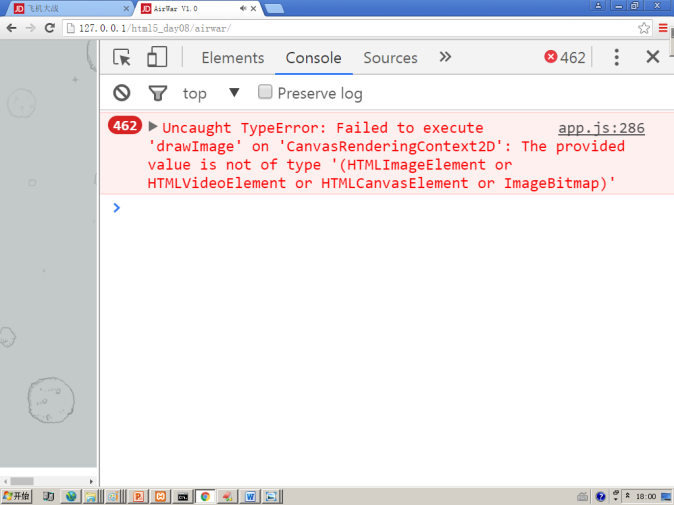 JD 飞机大战
JD AirWar V1.0
127.0.0.1/html5_day08/airwar/
Elements Console Sources 462
top Preserve log
462 Uncaught TypeError: Failed to execute app.js:286
'drawImage' on 'CanvasRenderingContext2D': The provided
value is not of type '(HTMLImageElement or
HTMLVideoElement or HTMLCanvasElement or ImageBitmap)'
开始 18:00